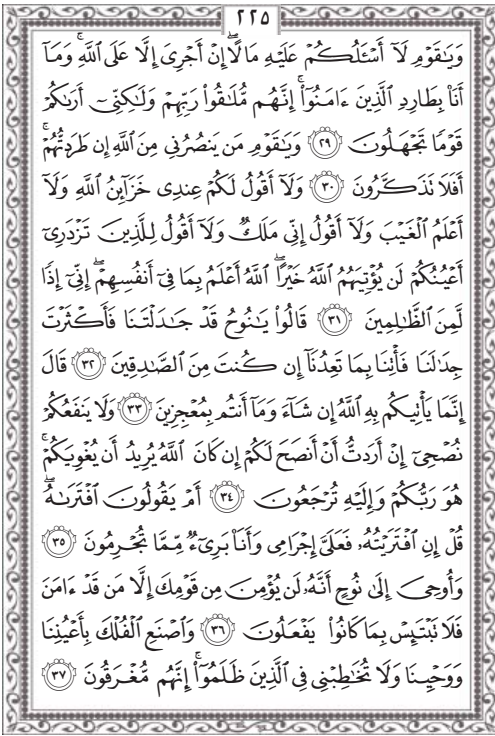 ٢٢٥
وَيَٰقَوْمِ لَآ أَسْـَٔلُكُمْ عَلَيْهِ مَالًا إِنْ أَجْرِىَ إِلَّا عَلَى ٱللَّهِ ۚ وَمَآ
أَنَا۠ بِطَارِدِ ٱلَّذِينَ ءَامَنُوٓا۟ ۚ إِنَّهُم مُّلَٰقُوا۟ رَبِّهِمْ وَلَٰكِنِّىٓ أَرَىٰكُمْ
قَوْمًا تَجْهَلُونَ ٢٩ وَيَٰقَوْمِ مَن يَنصُرُنِى مِنَ ٱللَّهِ إِن طَرَدتُّهُمْ ۚ
أَفَلَا تَذَكَّرُونَ ٣٠ وَلَآ أَقُولُ لَكُمْ عِندِى خَزَآئِنُ ٱللَّهِ وَلَآ
أَعْلَمُ ٱلْغَيْبَ وَلَآ أَقُولُ إِنِّى مَلَكٌ وَلَآ أَقُولُ لِلَّذِينَ تَزْدَرِىٓ
أَعْيُنُكُمْ لَن يُؤْتِيَهُمُ ٱللَّهُ خَيْرًا ۖ ٱللَّهُ أَعْلَمُ بِمَا فِىٓ أَنفُسِهِمْ ۖ إِنِّىٓ إِذًا
لَّمِنَ ٱلظَّٰلِمِينَ ٣١ قَالُوا۟ يَٰنُوحُ قَدْ جَٰدَلْتَنَا فَأَكْثَرْتَ
جِدَٰلَنَا فَأْتِنَا بِمَا تَعِدُنَآ إِن كُنتَ مِنَ ٱلصَّٰدِقِينَ ٣٢ قَالَ
إِنَّمَا يَأْتِيكُم بِهِ ٱللَّهُ إِن شَآءَ وَمَآ أَنتُم بِمُعْجِزِينَ ٣٣ وَلَا يَنفَعُكُمْ
نُصْحِىٓ إِنْ أَرَدتُّ أَنْ أَنصَحَ لَكُمْ إِن كَانَ ٱللَّهُ يُرِيدُ أَن يُغْوِيَكُمْ ۚ
هُوَ رَبُّكُمْ وَإِلَيْهِ تُرْجَعُونَ ٣٤ أَمْ يَقُولُونَ ٱفْتَرَىٰهُ ۖ
قُلْ إِنِ ٱفْتَرَيْتُهُۥ فَعَلَىَّ إِجْرَامِى وَأَنَا۠ بَرِىٓءٌ مِّمَّا تُجْرِمُونَ ٣٥
وَأُوحِىَ إِلَىٰ نُوحٍ أَنَّهُۥ لَن يُؤْمِنَ مِن قَوْمِكَ إِلَّا مَن قَدْ ءَامَنَ
فَلَا تَبْتَئِسْ بِمَا كَانُوا۟ يَفْعَلُونَ ٣٦ وَٱصْنَعِ ٱلْفُلْكَ بِأَعْيُنِنَا
وَوَحْيِنَا وَلَا تُخَٰطِبْنِى فِى ٱلَّذِينَ ظَلَمُوٓا۟ ۚ إِنَّهُم مُّغْرَقُونَ ٣٧